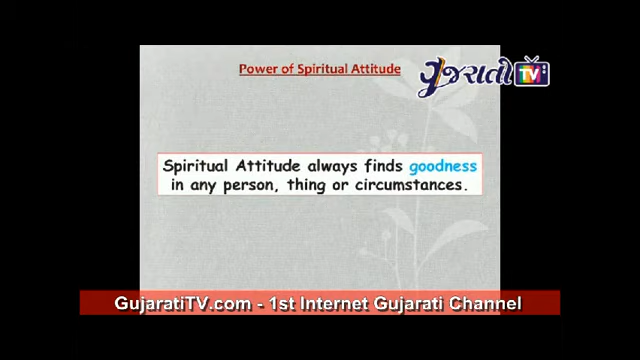 Power of Spiritual Attitude
ગુજરાતી TV
Spiritual Attitude always finds goodness
in any person, thing or circumstances.
GujaratiTV.com - 1st Internet Gujarati Channel